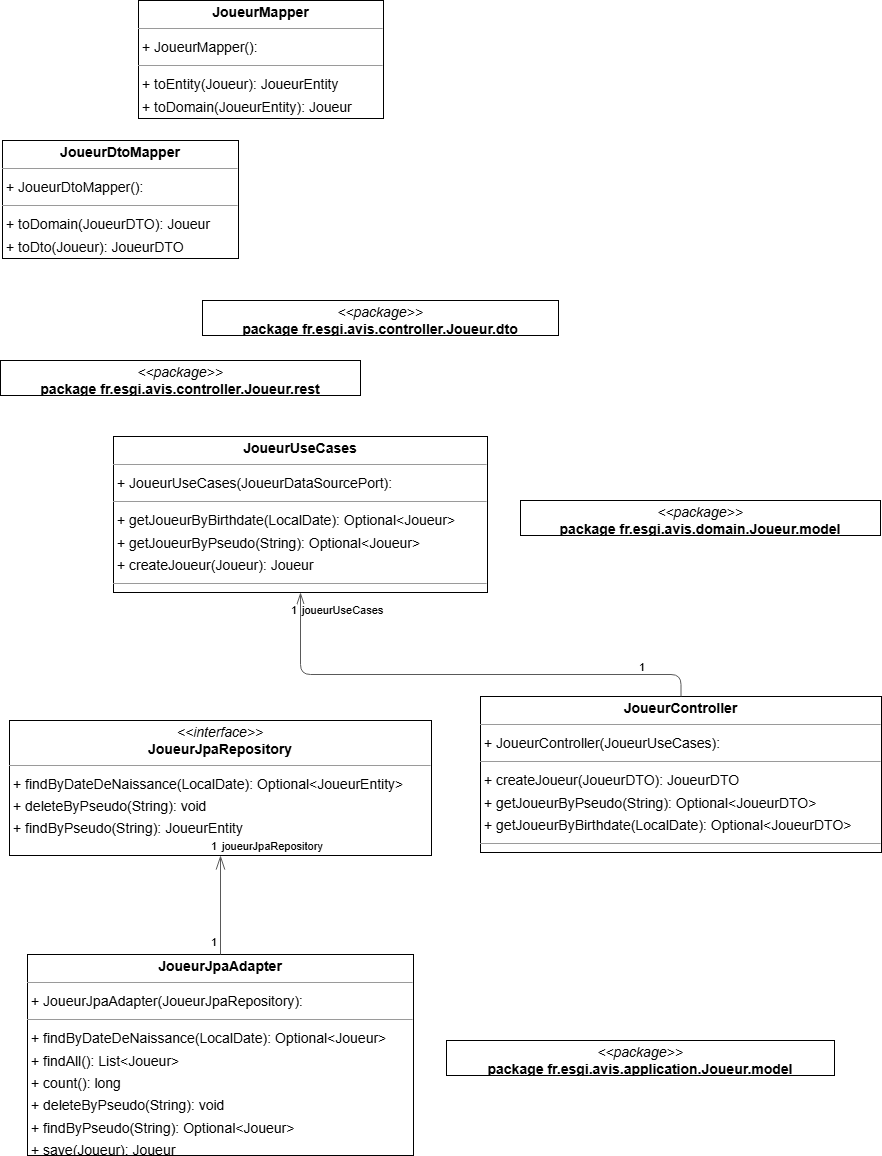 JoueurMapper
+ JoueurMapper():
+ toEntity(Joueur): JoueurEntity
+ toDomain(JoueurEntity): Joueur
JoueurDtoMapper
+ JoueurDtoMapper():
+ toDomain(JoueurDTO): Joueur
+ toDto(Joueur): JoueurDTO
<<package>>
package fr.esgi.avis.controller.Joueur.dto
<<package>>
package fr.esgi.avis.controller.Joueur.rest
JoueurUseCases
+ JoueurUseCases(JoueurDataSourcePort):
+ getJoueurByBirthdate(LocalDate): Optional<Joueur>
+ getJoueurByPseudo(String): Optional<Joueur>
+ createJoueur(Joueur): Joueur
<<package>>
package fr.esgi.avis.domain.Joueur.model
1 joueurUseCases
1
JoueurController
+ JoueurController(JoueurUseCases):
+ createJoueur(JoueurDTO): JoueurDTO
+ getJoueurByPseudo(String): Optional<JoueurDTO>
+ getJoueurByBirthdate(LocalDate): Optional<JoueurDTO>
<<interface>>
JoueurJpaRepository
+ findByDateDeNaissance(LocalDate): Optional<JoueurEntity>
+ deleteByPseudo(String): void
+ findByPseudo(String): JoueurEntity
1 joueurJpaRepository
1
JoueurJpaAdapter
+ JoueurJpaAdapter(JoueurJpaRepository):
+ findByDateDeNaissance(LocalDate): Optional<Joueur>
+ findAll(): List<Joueur>
+ count(): long
+ deleteByPseudo(String): void
+ findByPseudo(String): Optional<Joueur>
+ save(Joueur): Joueur
<<package>>
package fr.esgi.avis.application.Joueur.model